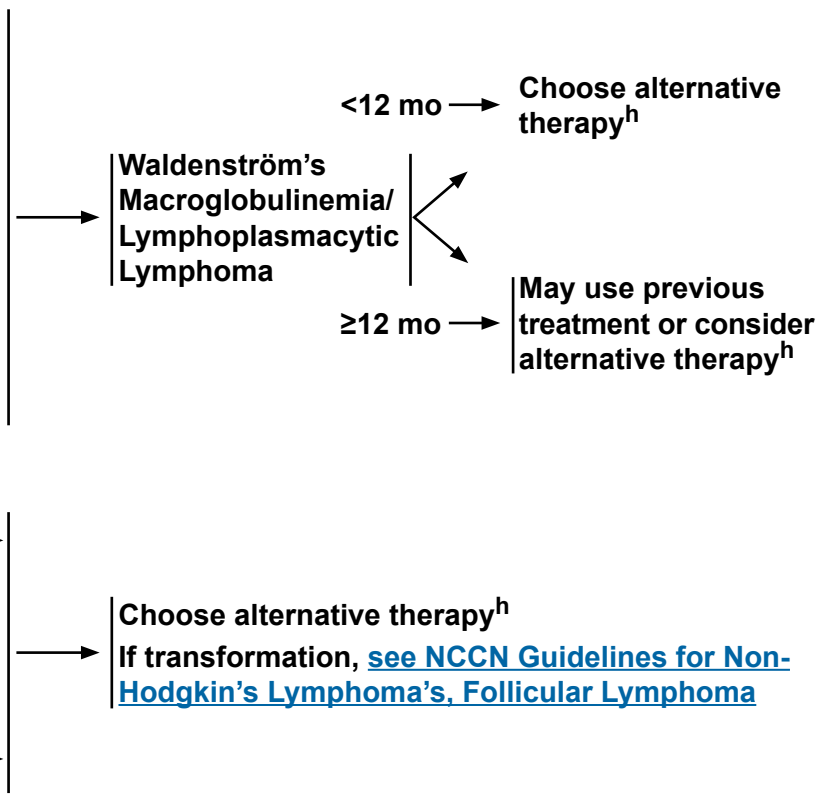 <12 mo
Choose alternative
therapyh
Waldenström's
Macroglobulinemia/
Lymphoplasmacytic
Lymphoma
≥12 mo
May use previous
treatment or consider
alternative therapyh
Choose alternative therapyh
If transformation, see NCCN Guidelines for Non-
Hodgkin's Lymphoma's, Follicular Lymphoma